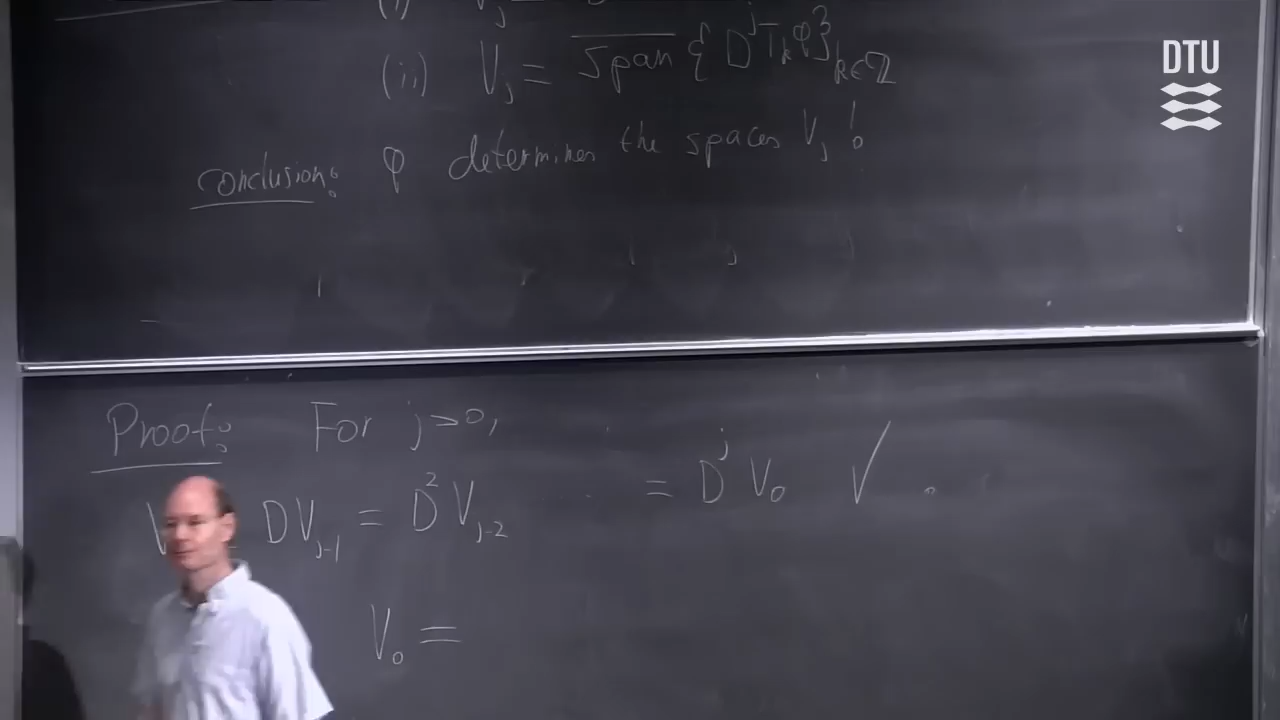 DTU
(ii) V_j = \overline{span} {D^j T_k φ}_{k∈ℤ}
Conclusion: φ determines the spaces V_j!
Proof: For j>0,
DV_{j-1} = D^2 V_{j-2} ... = D^j V_0 ✓.
V_0 =